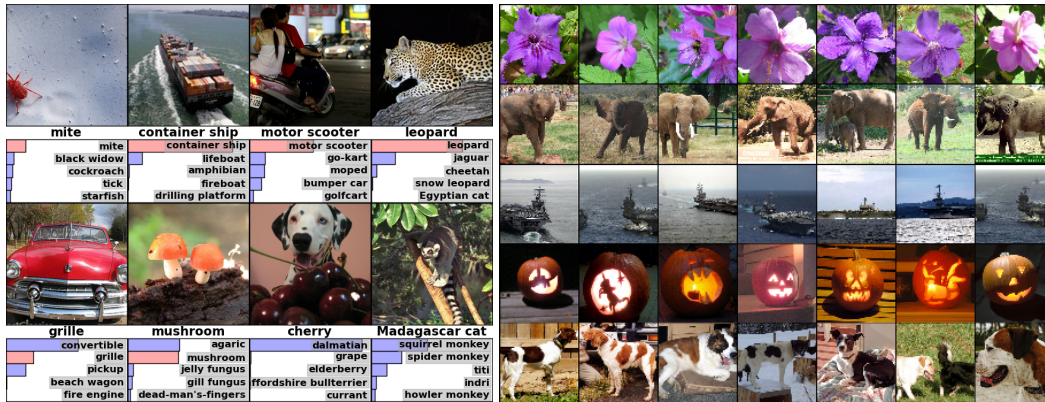 mite container ship motor scooter leopard
mite container ship motor scooter leopard
black widow lifeboat go-kart jaguar
cockroach amphibian moped cheetah
tick fireboat bumper car snow leopard
starfish drilling platform golfcart Egyptian cat
grille mushroom cherry Madagascar cat
convertible agaric dalmatian squirrel monkey
grille mushroom grape spider monkey
pickup jelly fungus elderberry titi
beach wagon gill fungus ffordshire bullterrier indri
fire engine dead-man's-fingers currant howler monkey